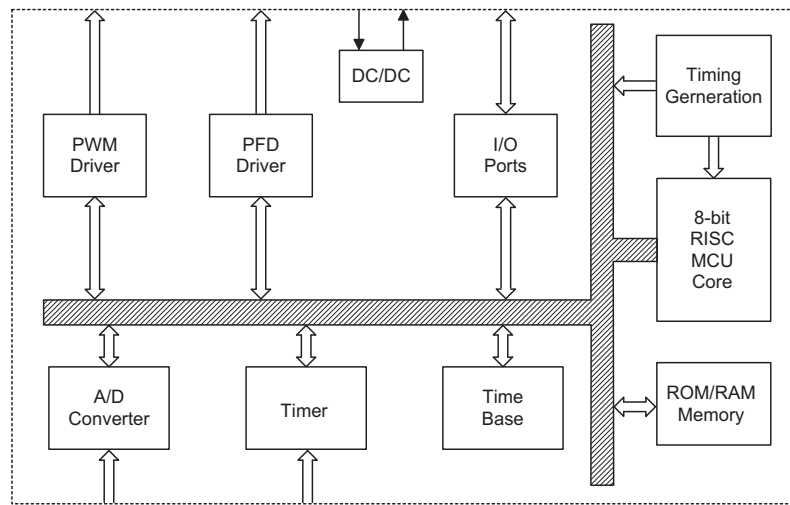 DC/DC
Timing
Gerneration
PWM
Driver
PFD
Driver
I/O
Ports
8-bit
RISC
MCU
Core
A/D
Converter
Timer
Time
Base
ROM/RAM
Memory